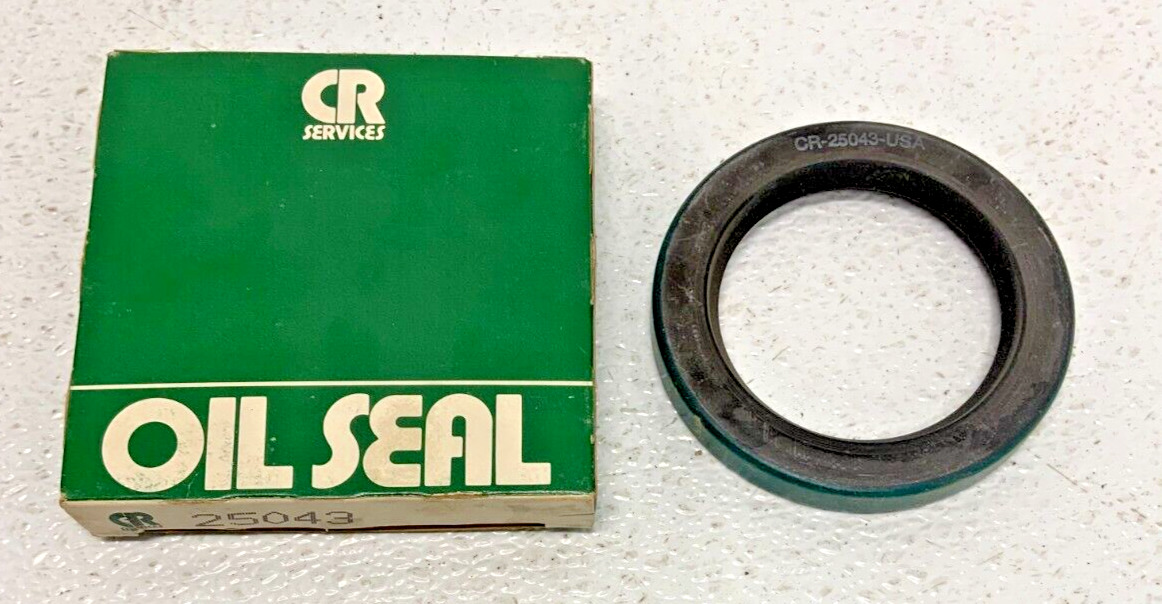 CR
SERVICES
OIL SEAL
CR
25043
CR-25043-USA